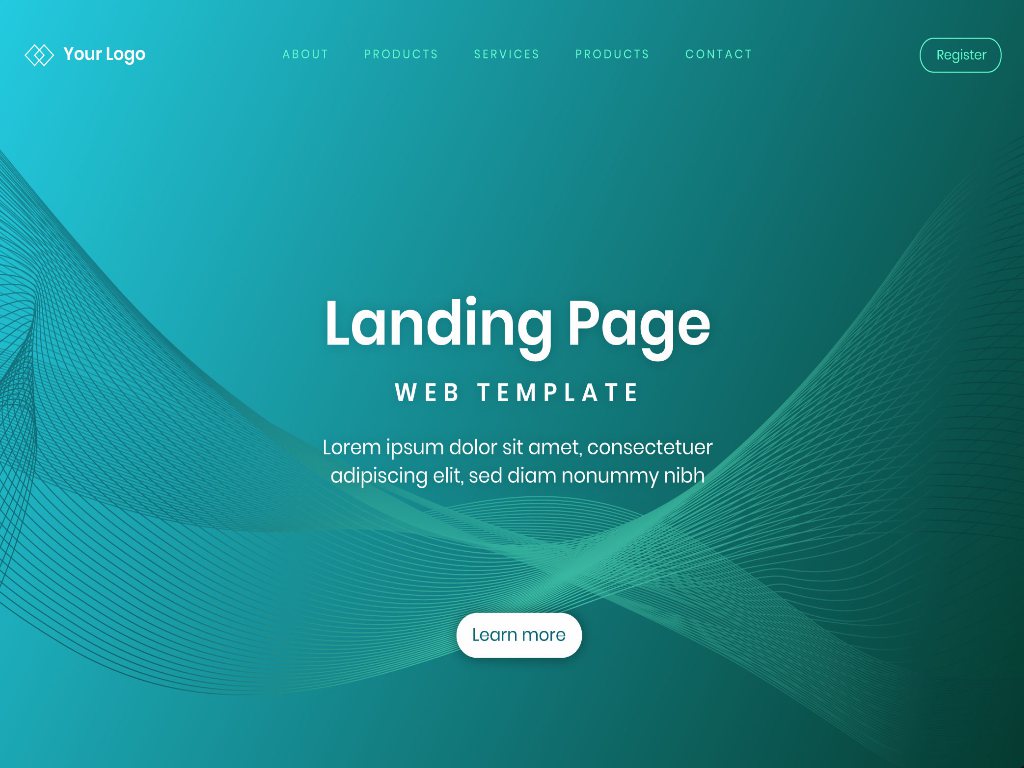 Your Logo
ABOUT PRODUCTS SERVICES PRODUCTS CONTACT
Register
Landing Page
WEB TEMPLATE
Lorem ipsum dolor sit amet, consectetuer
adipiscing elit, sed diam nonummy nibh
Learn more